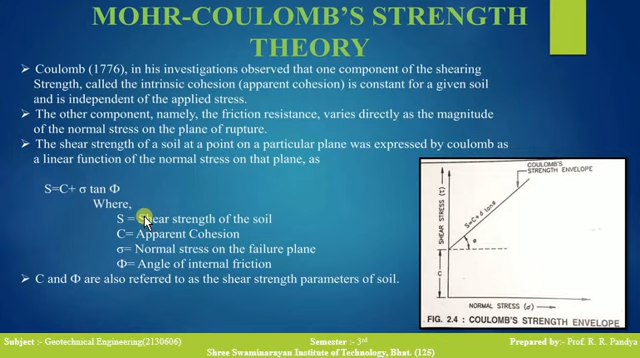 MOHR-COULOMB’S STRENGTH
THEORY
Coulomb (1776), in his investigations observed that one component of the shearing
Strength, called the intrinsic cohesion (apparent cohesion) is constant for a given soil
and is independent of the applied stress.
The other component, namely, the friction resistance, varies directly as the magnitude
of the normal stress on the plane of rupture.
The shear strength of a soil at a point on a particular plane was expressed by coulomb as
a linear function of the normal stress on that plane, as
S=C+ σ tan Φ
Where,
S = Shear strength of the soil
C= Apparent Cohesion
σ= Normal stress on the failure plane
Φ= Angle of internal friction
C and Φ are also referred to as the shear strength parameters of soil.
COULOMB'S
STRENGTH ENVELOPE
SHEAR STRESS (τ)
S=C+σ tanø
ø
C
NORMAL STRESS (σ)
FIG. 2.4 : COULOMB'S STRENGTH ENVELOPE
Subject :- Geotechnical Engineering(2130606)
Semester :- 3rd
Prepared by:- Prof. R. R. Pandya
Shree Swaminarayan Institute of Technology, Bhat. (125)